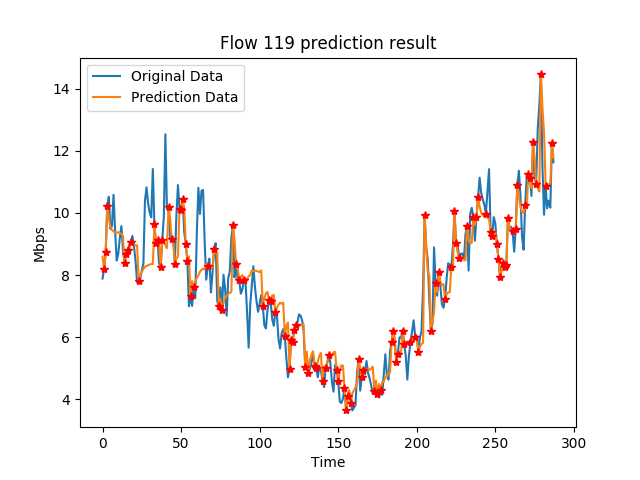 Flow 119 prediction result
Original Data
Prediction Data
14
12
10
8
6
4
Mbps
0 50 100 150 200 250 300
Time